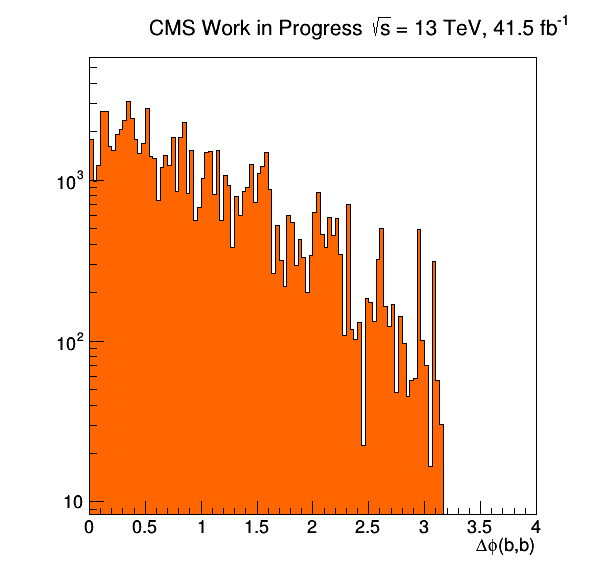 CMS Work in Progress √s = 13 TeV, 41.5 fb⁻¹
10³
10²
10
0 0.5 1 1.5 2 2.5 3 3.5 4
Δϕ(b,b)